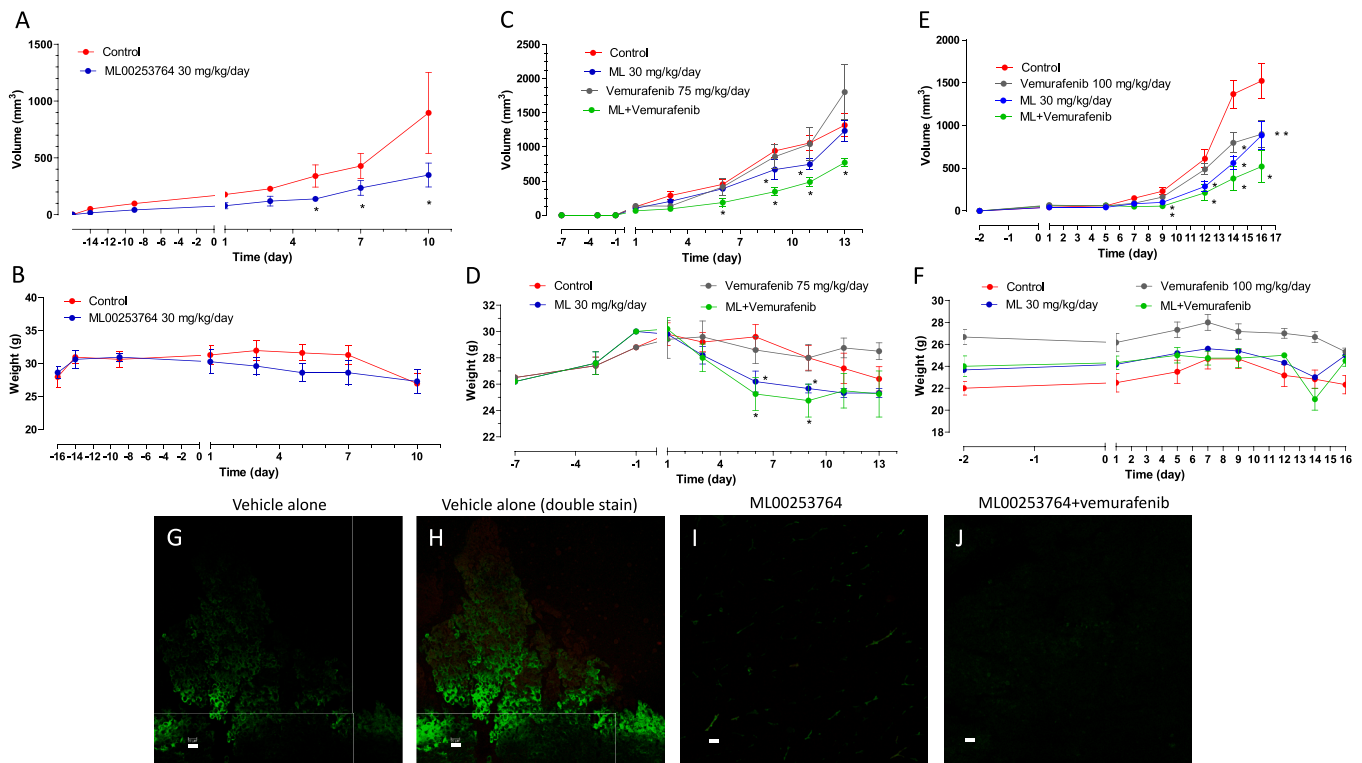 A
Volume (mm3)
1500
1000
500
0
Control
ML00253764 30 mg/kg/day
*
*
*
-14 -12 -10 -8 -6 -4 -2 0 1 4 7 10
Time (day)
C
Volume (mm3)
2500
2000
1500
1000
500
0
Control
ML 30 mg/kg/day
Vemurafenib 75 mg/kg/day
ML+Vemurafenib
* *
* * * *
-7 -4 -1 1 4 7 10 13
Time (day)
E
Volume (mm3)
2000
1500
1000
500
0
Control
Vemurafenib 100 mg/kg/day
ML 30 mg/kg/day
ML+Vemurafenib
* *
*
*
*
*
*
*
*
*
-2 0 1 2 3 4 5 6 7 8 9 10 11 12 13 14 15 16 17
Time (day)
B
Weight (g)
40
35
30
25
20
Control
ML00253764 30 mg/kg/day
-16 -14 -12 -10 -8 -6 -4 -2 0 1 4 7 10
Time (day)
D
Weight (g)
32
30
28
26
24
22
Control
ML 30 mg/kg/day
Vemurafenib 75 mg/kg/day
ML+Vemurafenib
* *
* *
-7 -4 -1 1 4 7 10 13
Time (day)
F
Weight (g)
28
26
24
22
20
18
Control
ML 30 mg/kg/day
Vemurafenib 100 mg/kg/day
ML+Vemurafenib
-2 -1 0 1 2 3 4 5 6 7 8 9 10 11 12 13 14 15 16
Time (day)
Vehicle alone
G
Vehicle alone (double stain)
H
ML00253764
I
ML00253764+vemurafenib
J